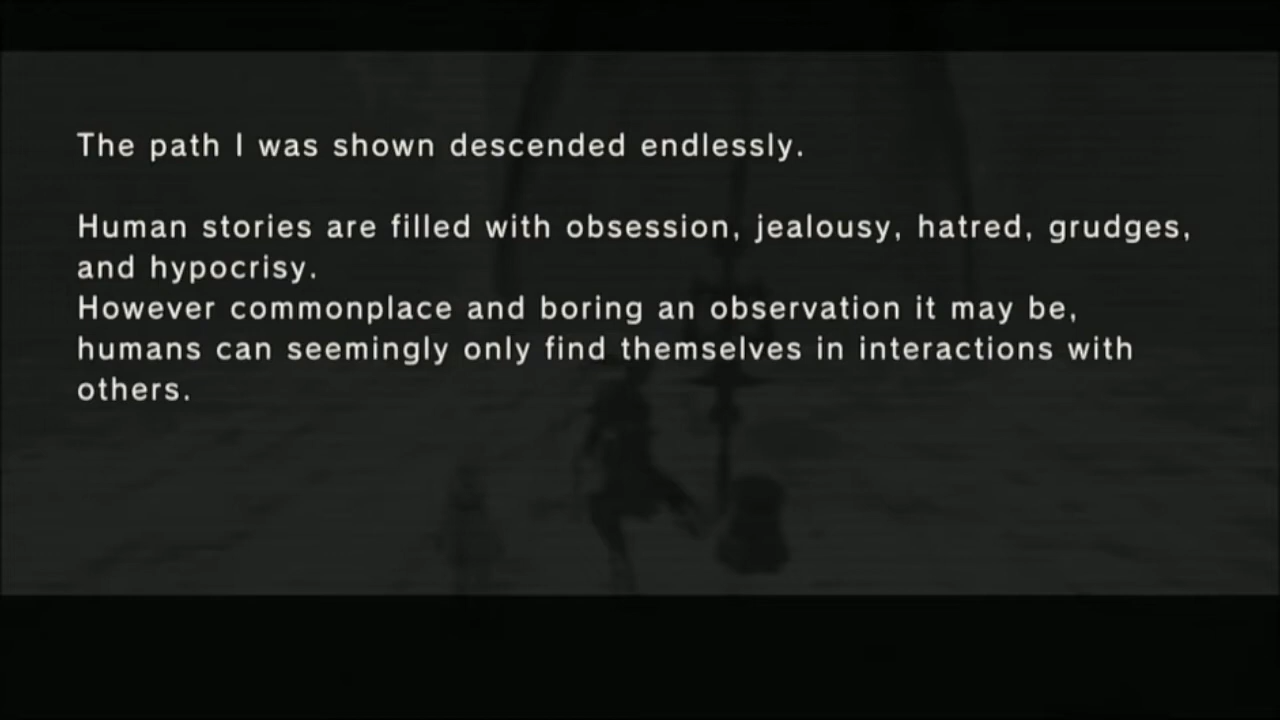 The path I was shown descended endlessly.
Human stories are filled with obsession, jealousy, hatred, grudges,
and hypocrisy.
However commonplace and boring an observation it may be,
humans can seemingly only find themselves in interactions with
others.